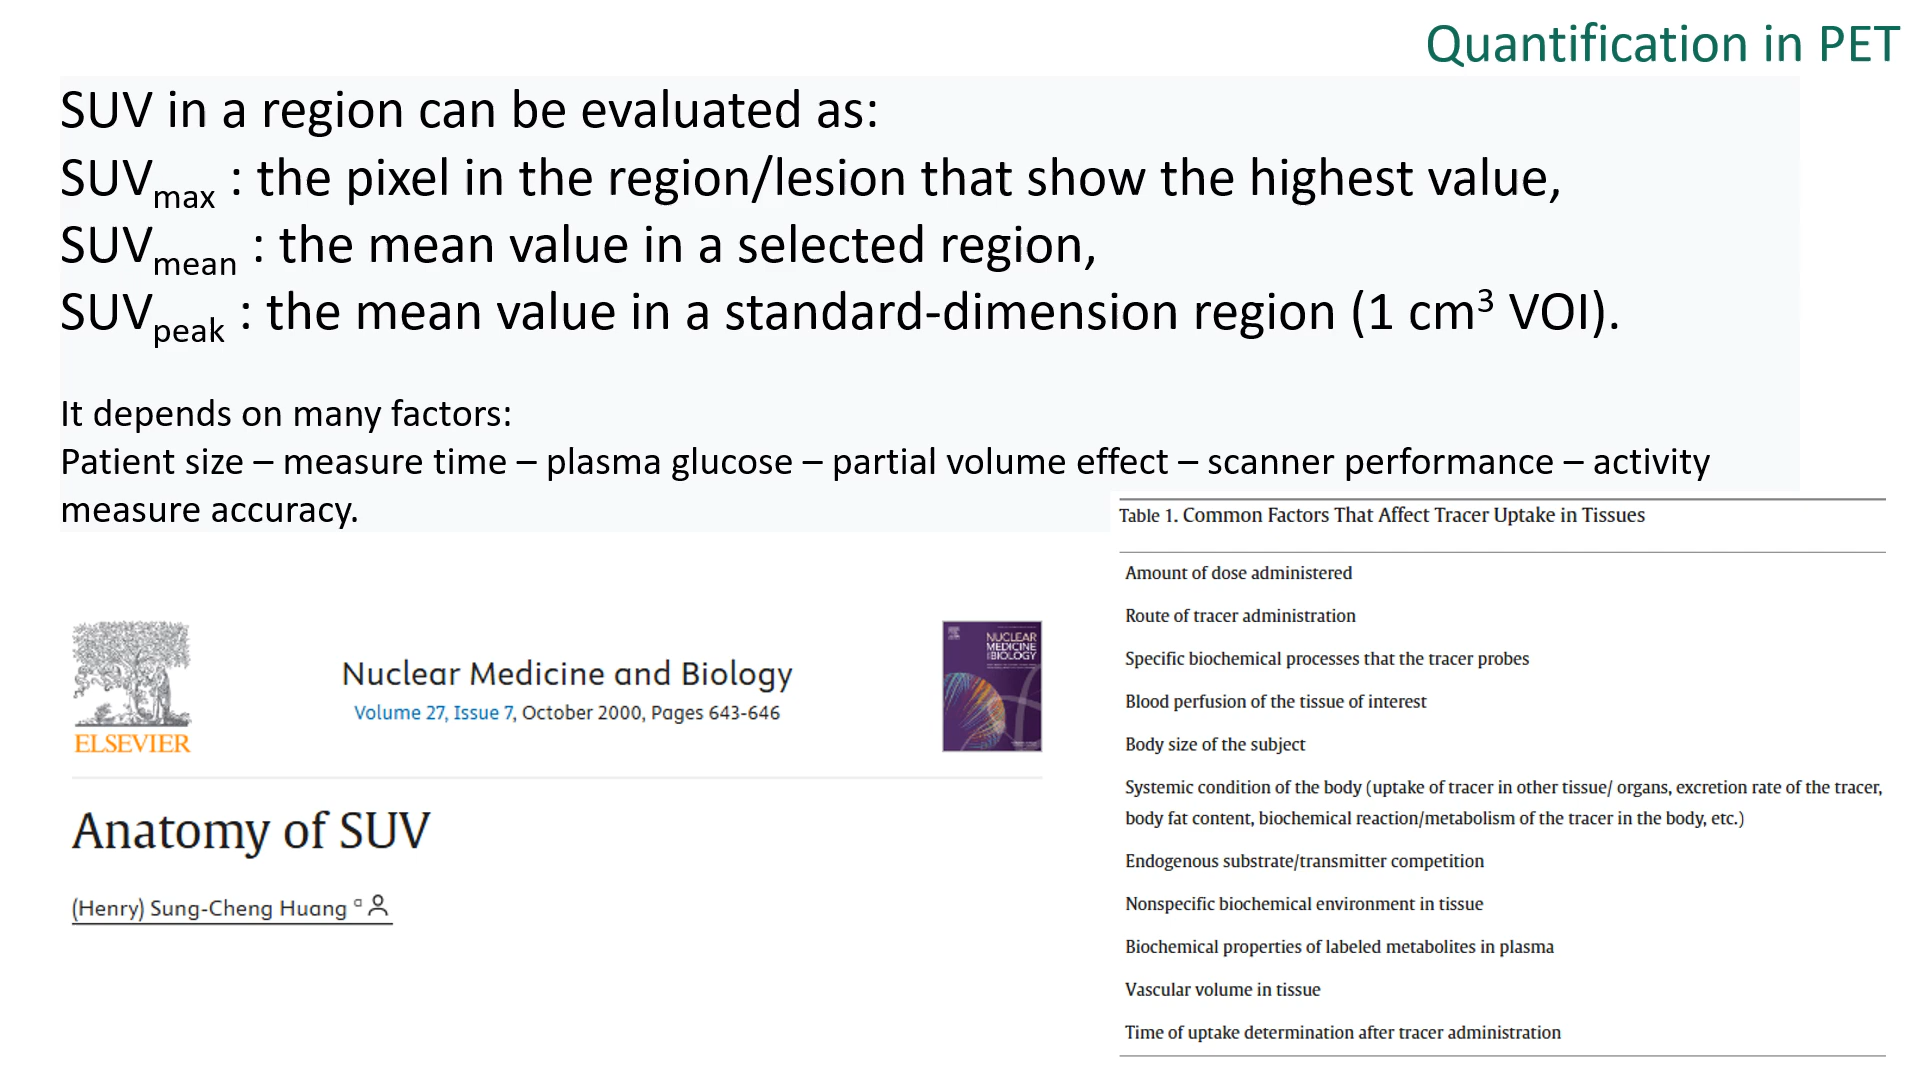 Quantification in PET
SUV in a region can be evaluated as:
SUVmax : the pixel in the region/lesion that show the highest value,
SUVmean : the mean value in a selected region,
SUVpeak : the mean value in a standard-dimension region (1 cm³ VOI).
It depends on many factors:
Patient size – measure time – plasma glucose – partial volume effect – scanner performance – activity
measure accuracy.
ELSEVIER
Nuclear Medicine and Biology
Volume 27, Issue 7, October 2000, Pages 643-646
NUCLEAR
MEDICINE
AND BIOLOGY
Anatomy of SUV
(Henry) Sung-Cheng Huang a
Table 1. Common Factors That Affect Tracer Uptake in Tissues
Amount of dose administered
Route of tracer administration
Specific biochemical processes that the tracer probes
Blood perfusion of the tissue of interest
Body size of the subject
Systemic condition of the body (uptake of tracer in other tissue/ organs, excretion rate of the tracer,
body fat content, biochemical reaction/metabolism of the tracer in the body, etc.)
Endogenous substrate/transmitter competition
Nonspecific biochemical environment in tissue
Biochemical properties of labeled metabolites in plasma
Vascular volume in tissue
Time of uptake determination after tracer administration